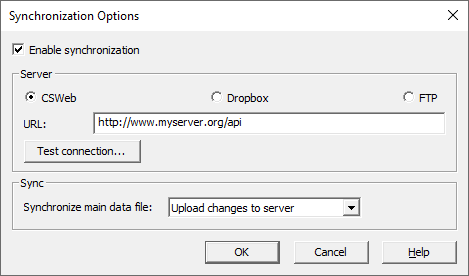 Synchronization Options
Enable synchronization
Server
CSWeb Dropbox FTP
URL: http://www.myserver.org/api
Test connection...
Sync
Synchronize main data file: Upload changes to server
OK Cancel Help